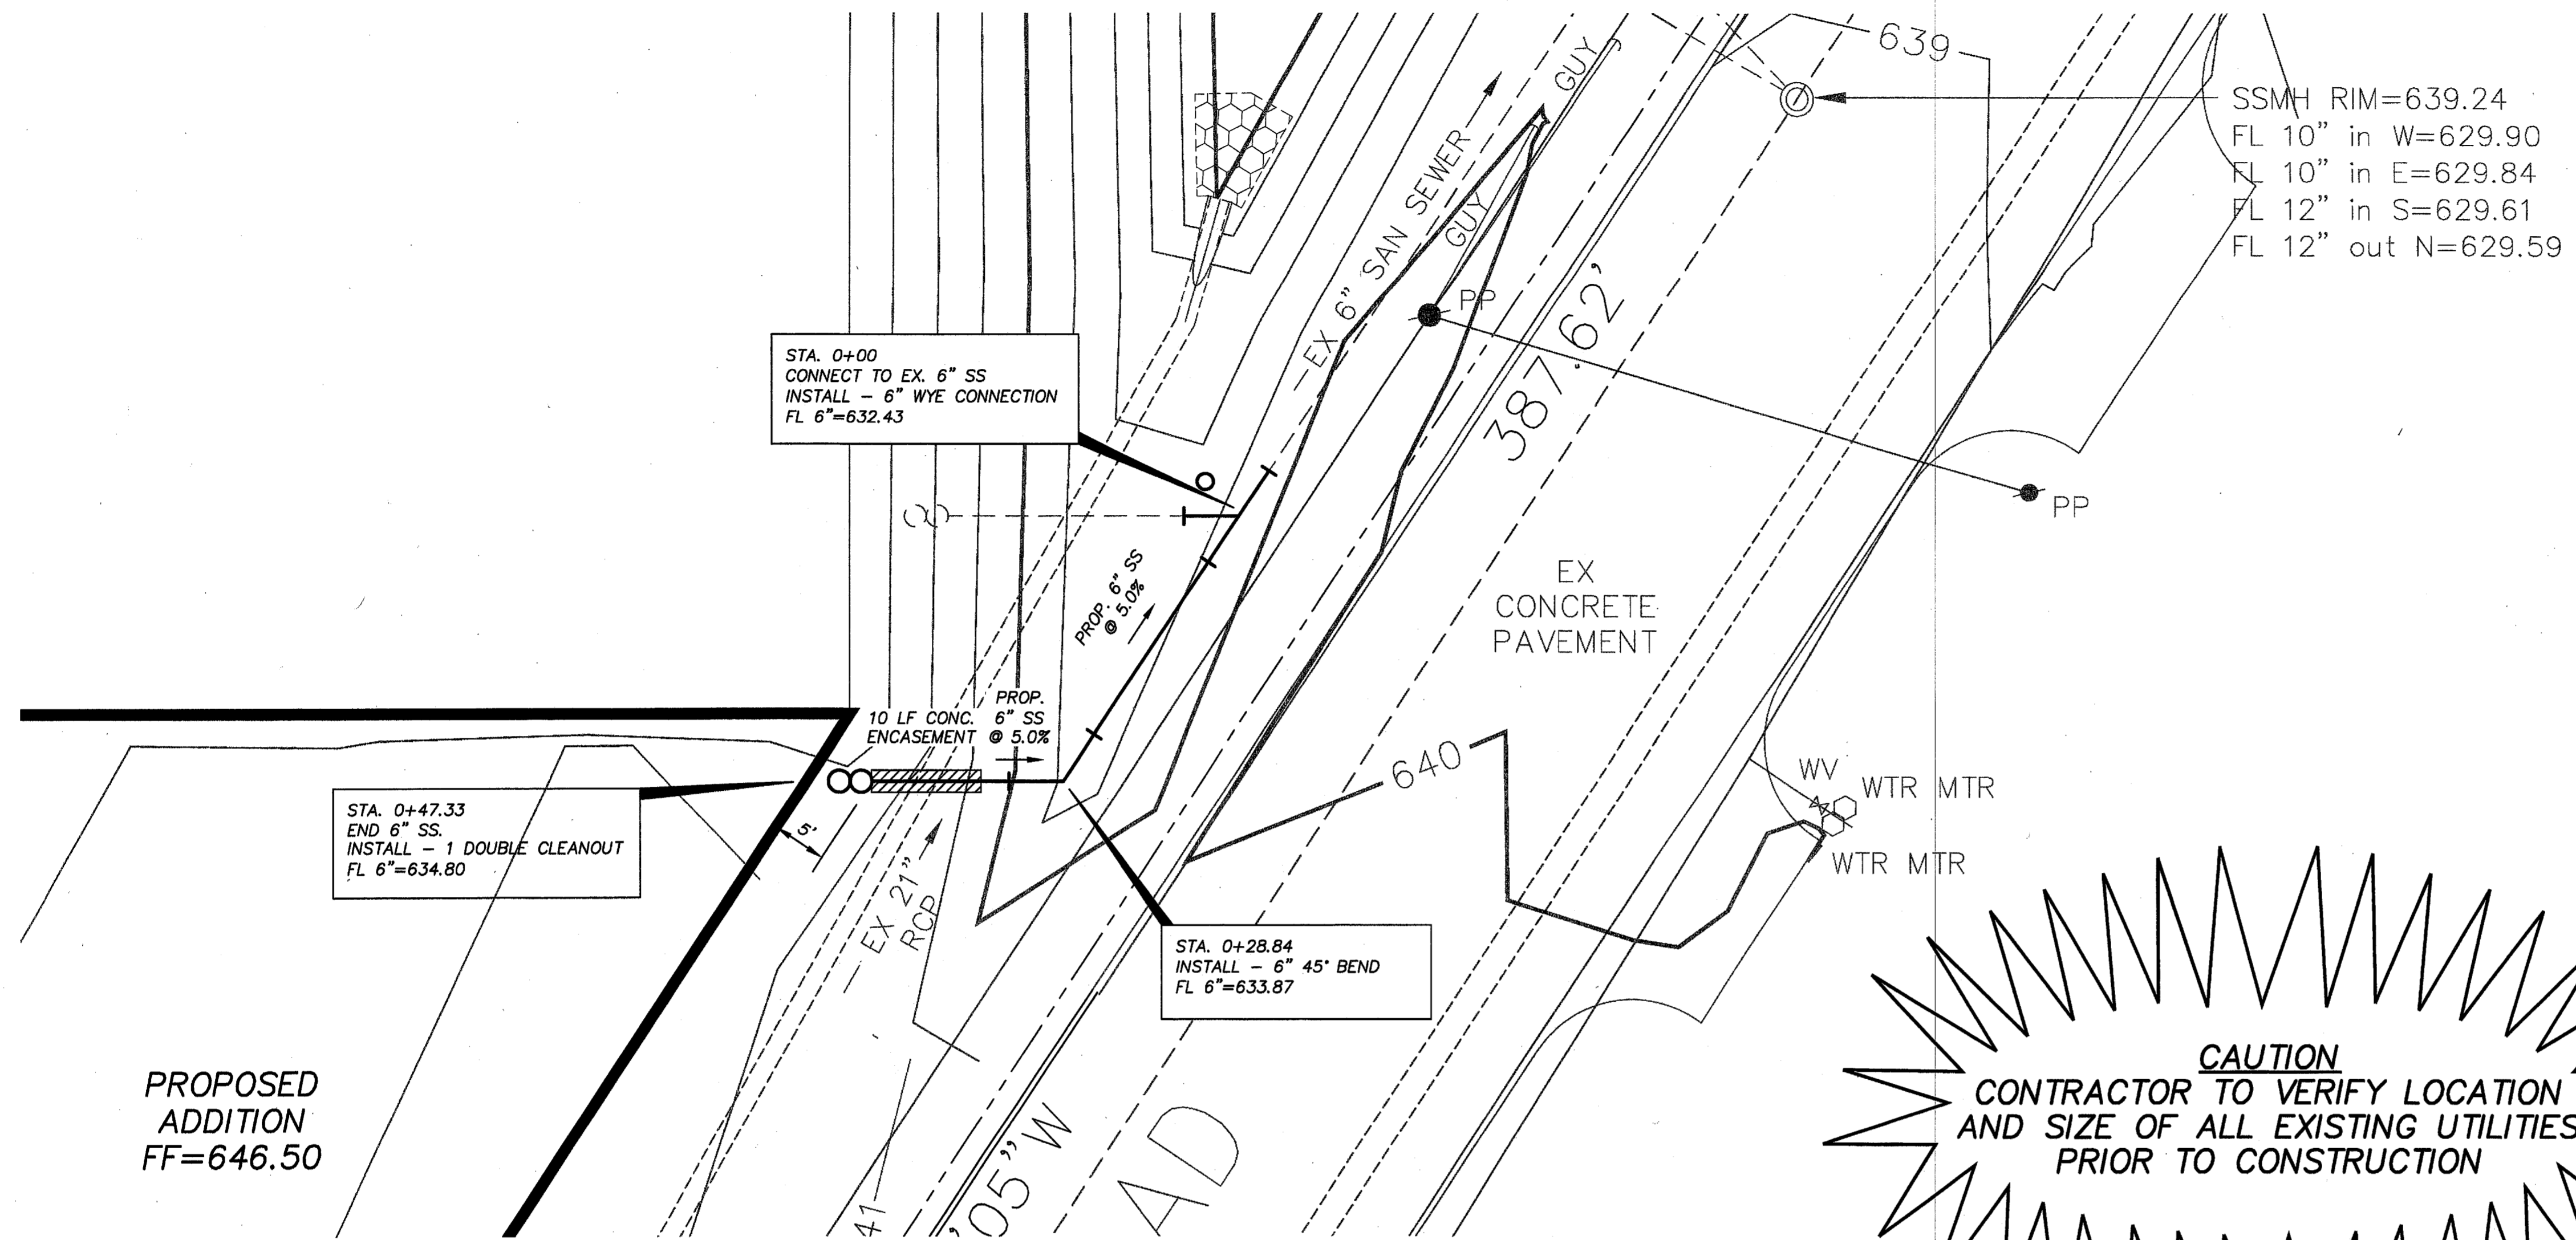 639
SSMH RIM=639.24
FL 10" in W=629.90
FL 10" in E=629.84
FL 12" in S=629.61
FL 12" out N=629.59
GUY
GUY
EX 6" SAN SEWER
PP
387.62'
PP
STA. 0+00
CONNECT TO EX. 6" SS
INSTALL – 6" WYE CONNECTION
FL 6"=632.43
PROP. 6" SS
@ 5.0%
EX
CONCRETE
PAVEMENT
10 LF CONC.
ENCASEMENT
PROP.
6" SS
@ 5.0%
STA. 0+47.33
END 6" SS.
INSTALL – 1 DOUBLE CLEANOUT
FL 6"=634.80
5'
EX 21"
RCP
640
WV
WTR MTR
WTR MTR
STA. 0+28.84
INSTALL – 6" 45° BEND
FL 6"=633.87
PROPOSED
ADDITION
FF=646.50
41
'05"W
AD
CAUTION
CONTRACTOR TO VERIFY LOCATION
AND SIZE OF ALL EXISTING UTILITIES
PRIOR TO CONSTRUCTION